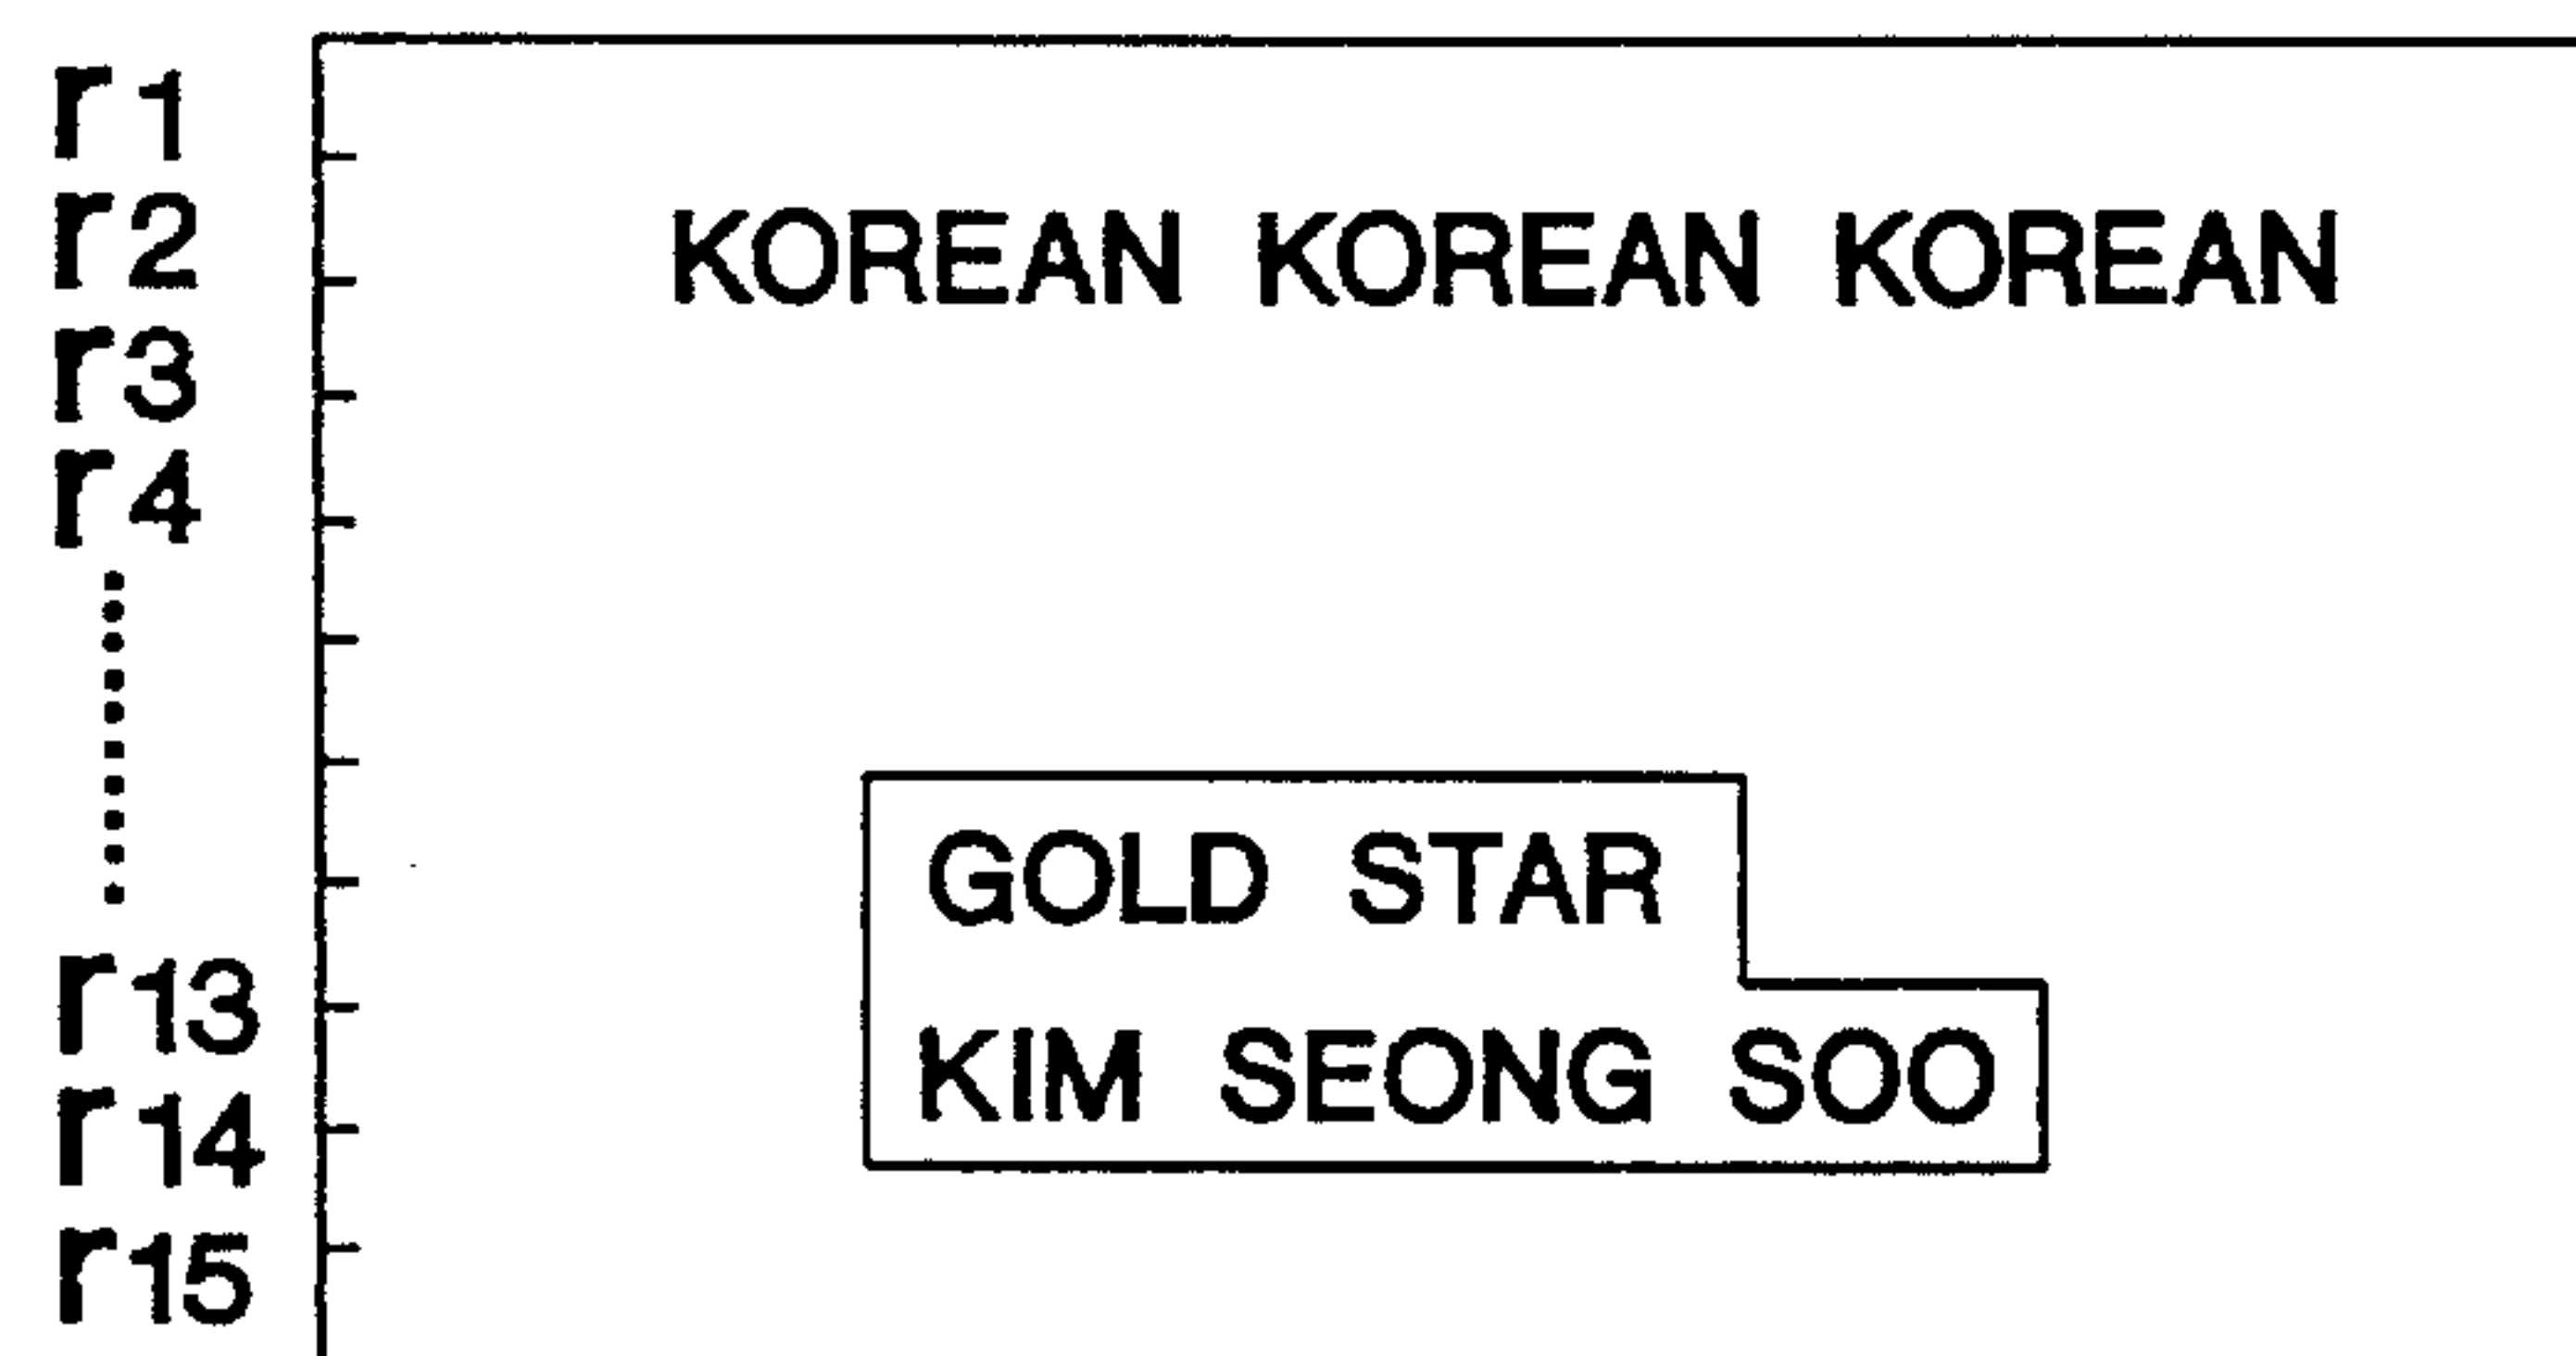 r1
r2 KOREAN KOREAN KOREAN
r3
r4
GOLD STAR
r13
KIM SEONG SOO
r14
r15